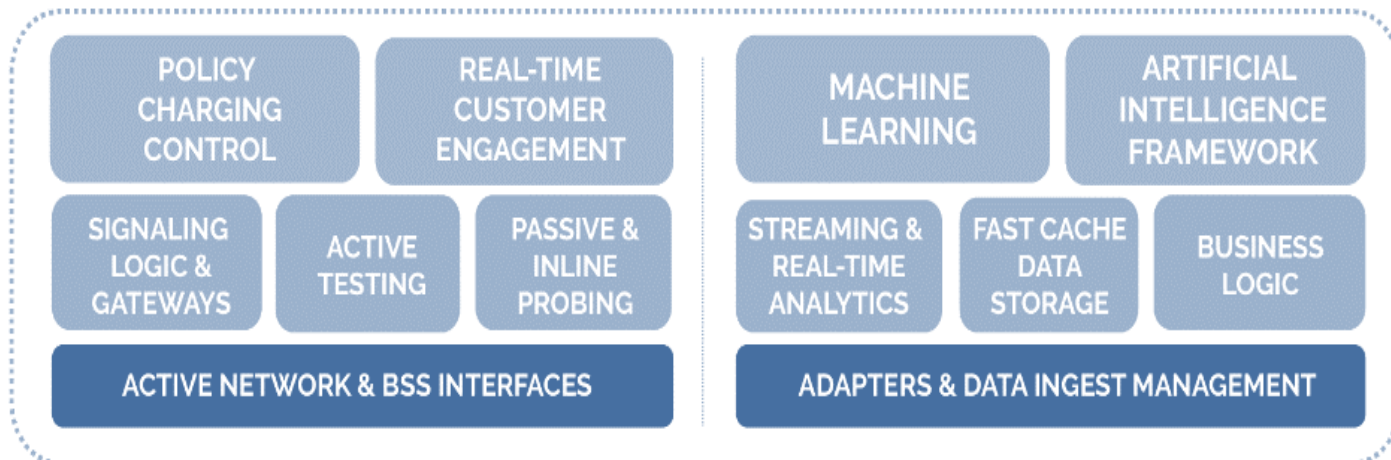 POLICY
CHARGING
CONTROL
REAL-TIME
CUSTOMER
ENGAGEMENT
MACHINE
LEARNING
ARTIFICIAL
INTELLIGENCE
FRAMEWORK
SIGNALING
LOGIC &
GATEWAYS
ACTIVE
TESTING
PASSIVE &
INLINE
PROBING
STREAMING &
REAL-TIME
ANALYTICS
FAST CACHE
DATA
STORAGE
BUSINESS
LOGIC
ACTIVE NETWORK & BSS INTERFACES
ADAPTERS & DATA INGEST MANAGEMENT